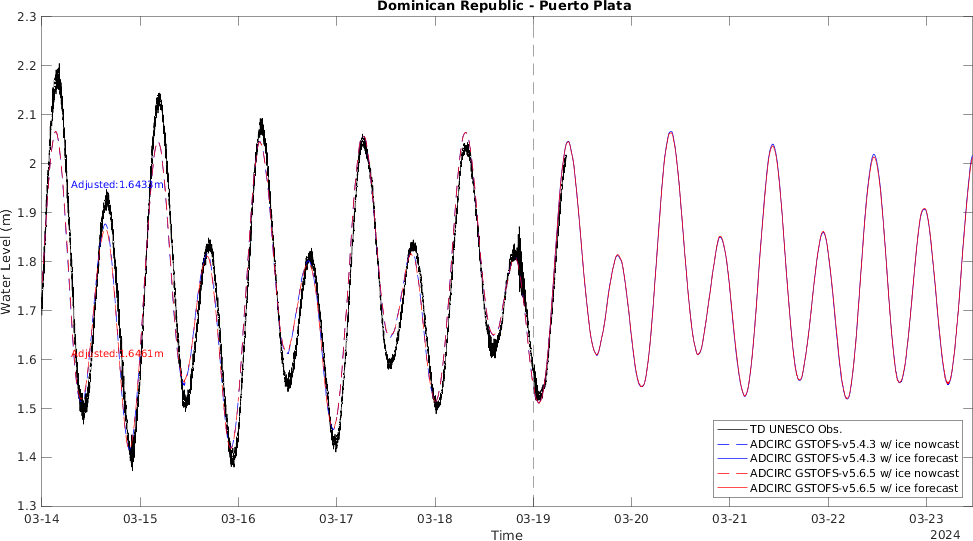 Dominican Republic - Puerto Plata
2.3
2.2
2.1
2
1.9
1.8
1.7
1.6
1.5
1.4
1.3
Water Level (m)
Adjusted:1.6433m
Adjusted:1.6461m
TD UNESCO Obs.
ADCIRC GSTOFS-v5.4.3 w/ ice nowcast
ADCIRC GSTOFS-v5.4.3 w/ ice forecast
ADCIRC GSTOFS-v5.6.5 w/ ice nowcast
ADCIRC GSTOFS-v5.6.5 w/ ice forecast
03-14 03-15 03-16 03-17 03-18 03-19 03-20 03-21 03-22 03-23
Time
2024